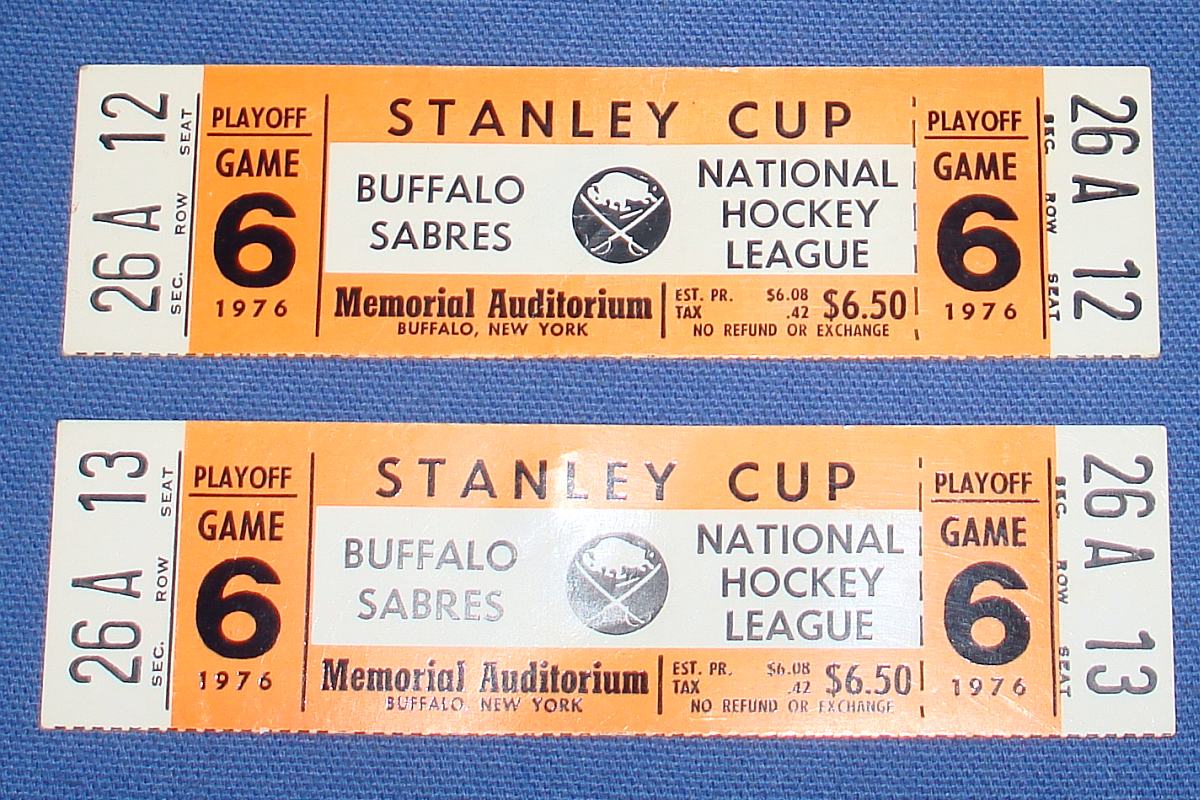 26 A 12
SEC. ROW SEAT
PLAYOFF
GAME
6
1976
STANLEY CUP
BUFFALO
SABRES
NATIONAL
HOCKEY
LEAGUE
Memorial Auditorium
BUFFALO, NEW YORK
EST. PR. $6.08
TAX .42
$6.50
NO REFUND OR EXCHANGE
PLAYOFF
GAME
6
1976
SEC. ROW SEAT
26 A 12
26 A 13
SEC. ROW SEAT
PLAYOFF
GAME
6
1976
STANLEY CUP
BUFFALO
SABRES
NATIONAL
HOCKEY
LEAGUE
Memorial Auditorium
BUFFALO, NEW YORK
EST. PR. $6.08
TAX .42
$6.50
NO REFUND OR EXCHANGE
PLAYOFF
GAME
6
1976
SEC. ROW SEAT
26 A 13